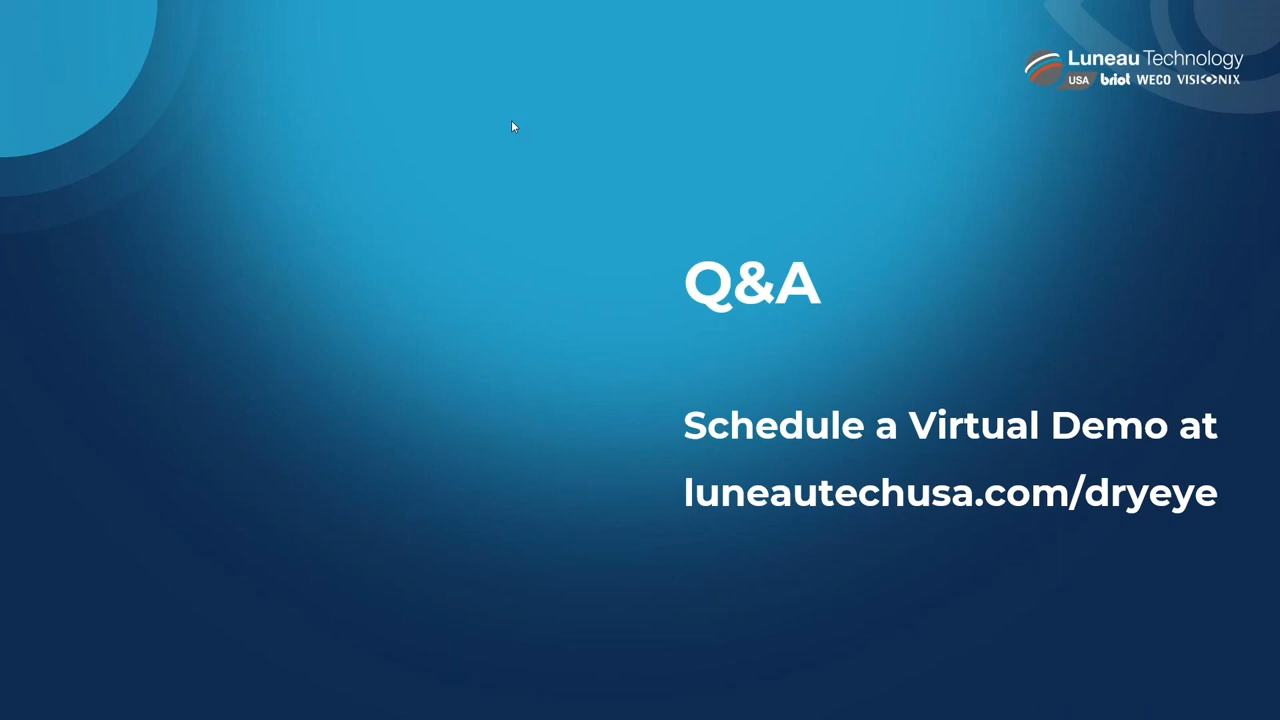 Luneau Technology
USA briot WECO VISIONIX
Q&A
Schedule a Virtual Demo at
luneautechusa.com/dryeye